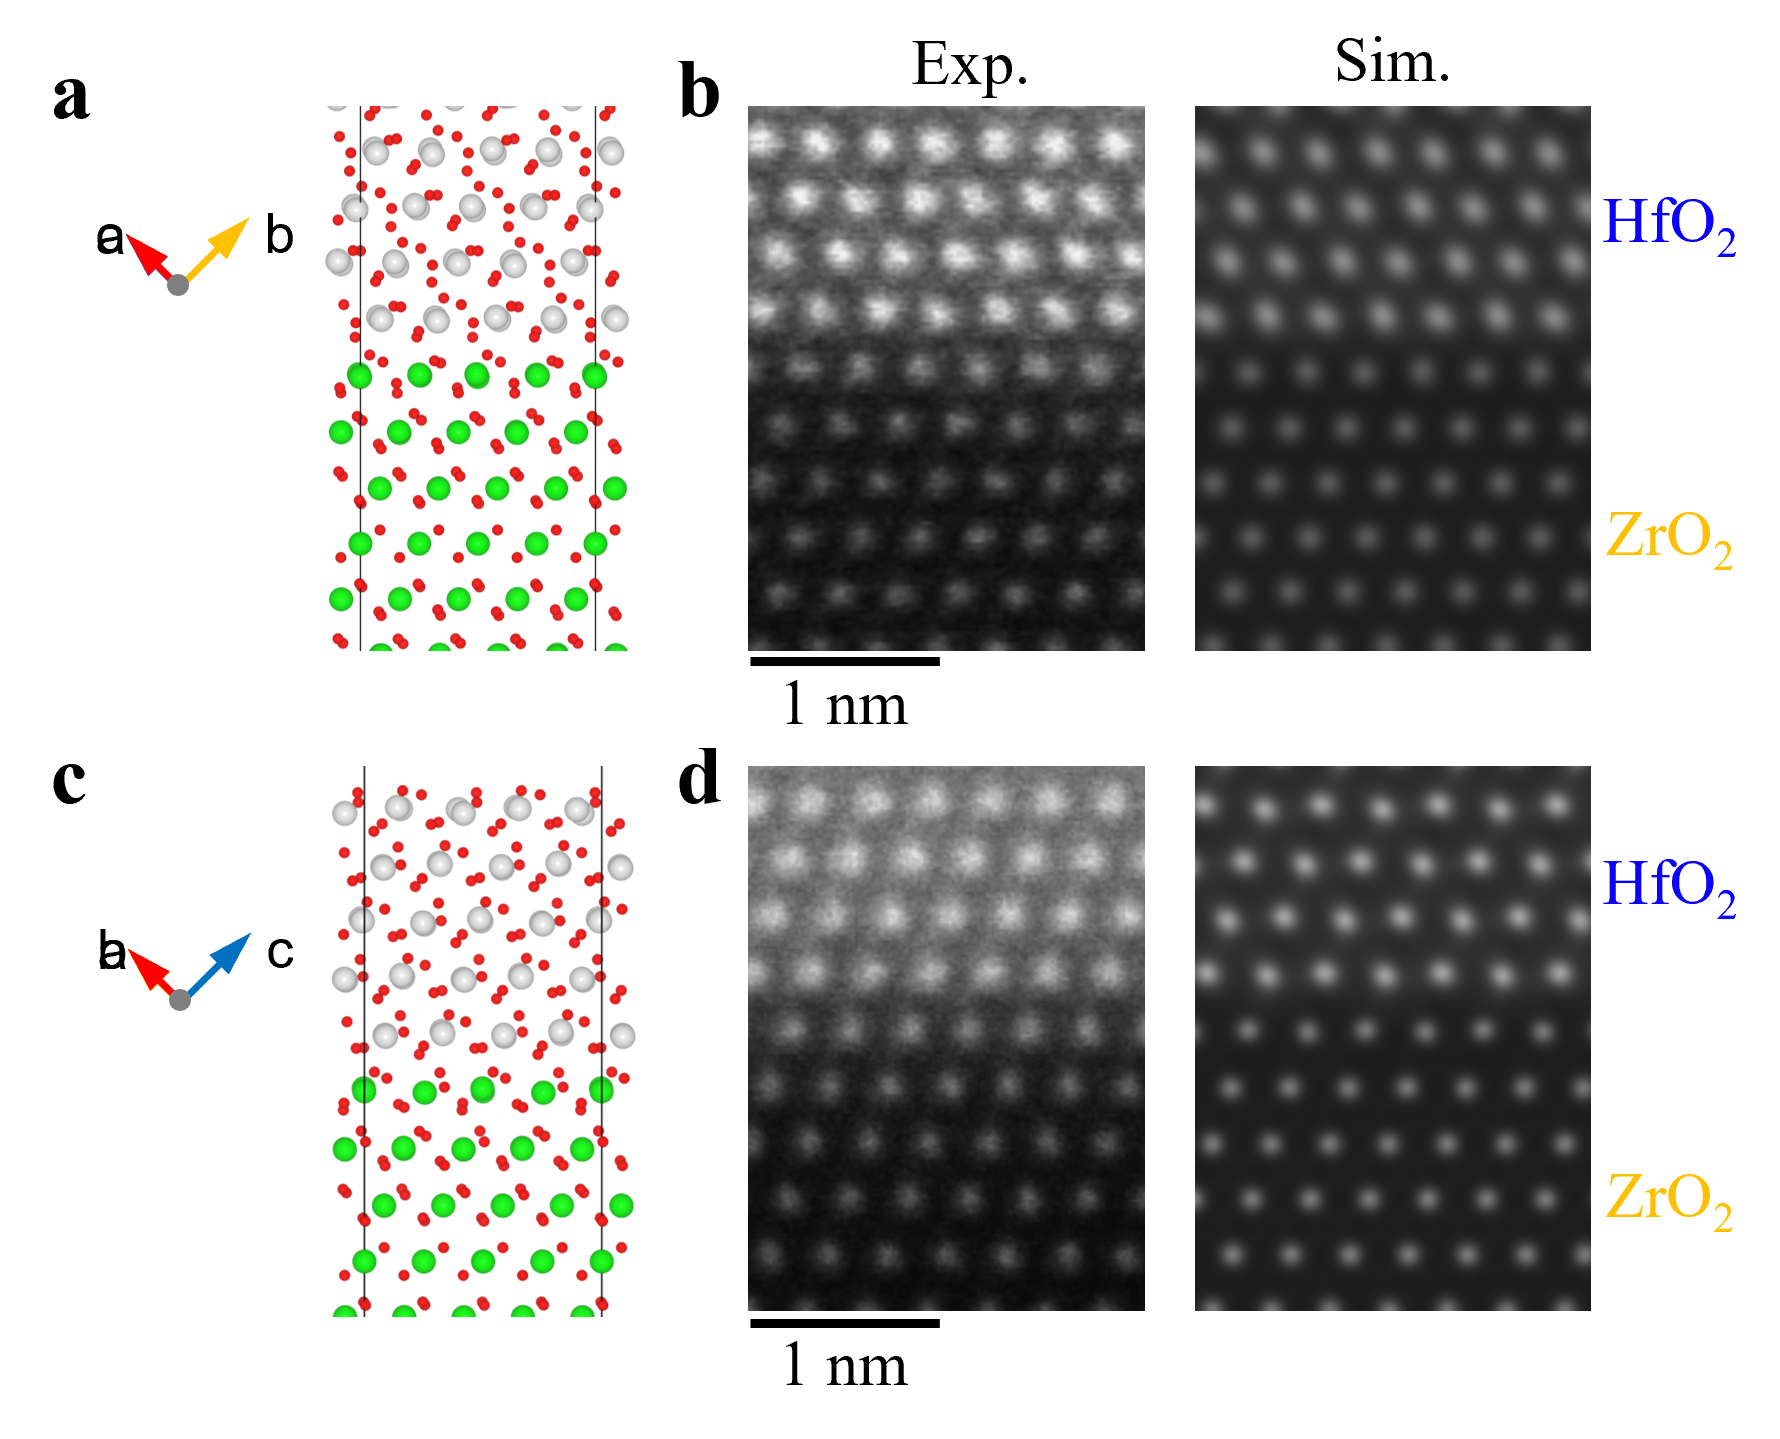 Exp.
Sim.
a
b
HfO₂
b
ZrO₂
1 nm
c
d
HfO₂
c
ZrO₂
1 nm